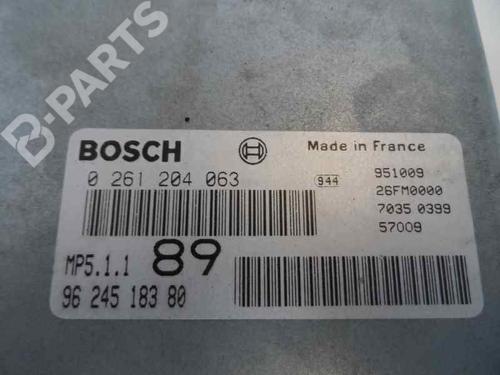 B-PARTS
BOSCH
Made in France
0 261 204 063
944
951009
26FM0000
7035 0399
57009
MP5.1.1 89
96 245 183 80